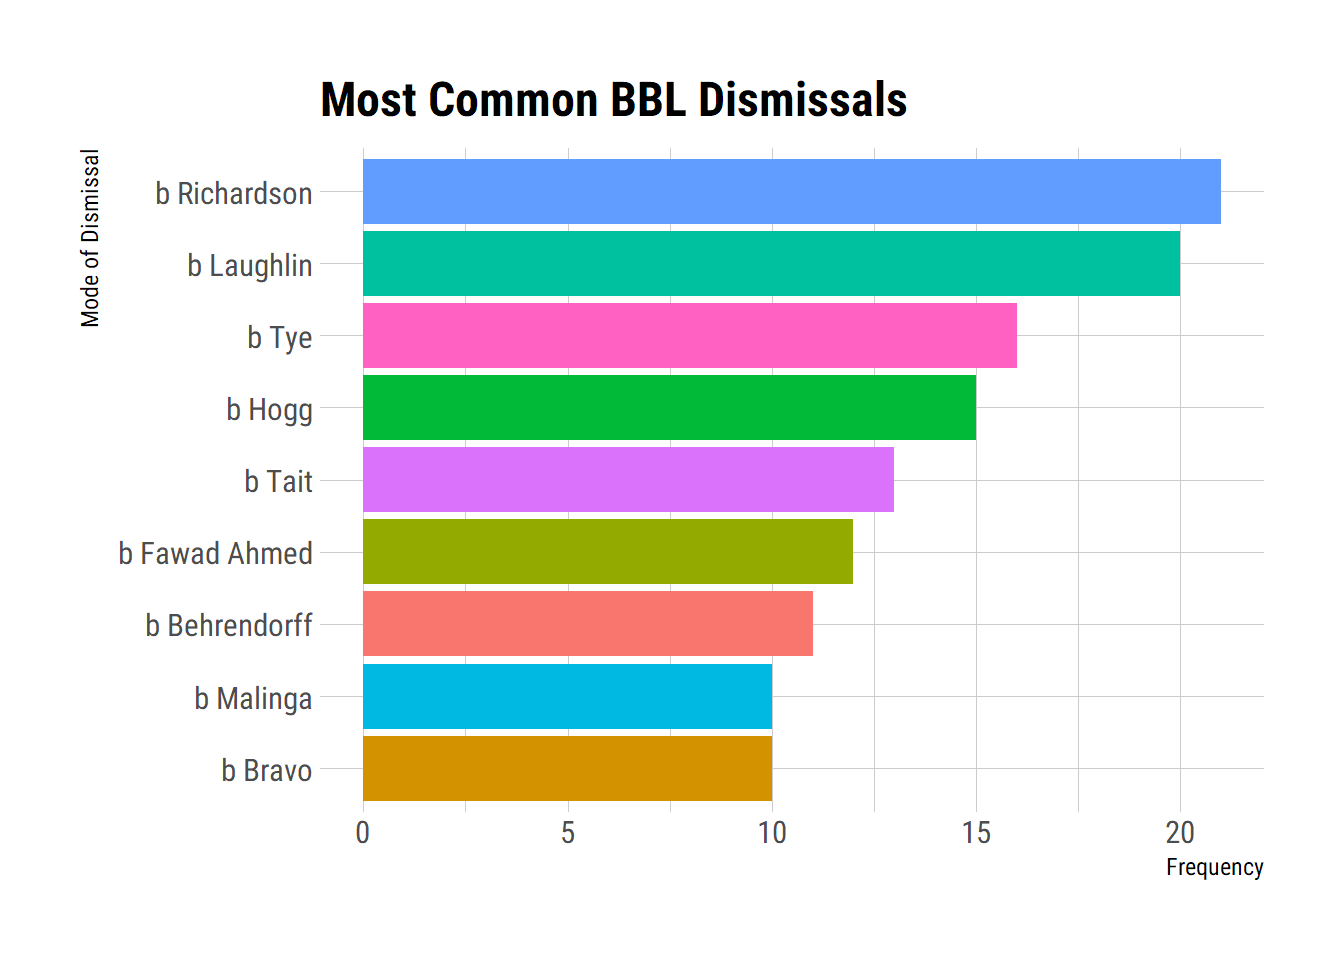 Most Common BBL Dismissals
Mode of Dismissal
b Richardson
b Laughlin
b Tye
b Hogg
b Tait
b Fawad Ahmed
b Behrendorff
b Malinga
b Bravo
0 5 10 15 20
Frequency